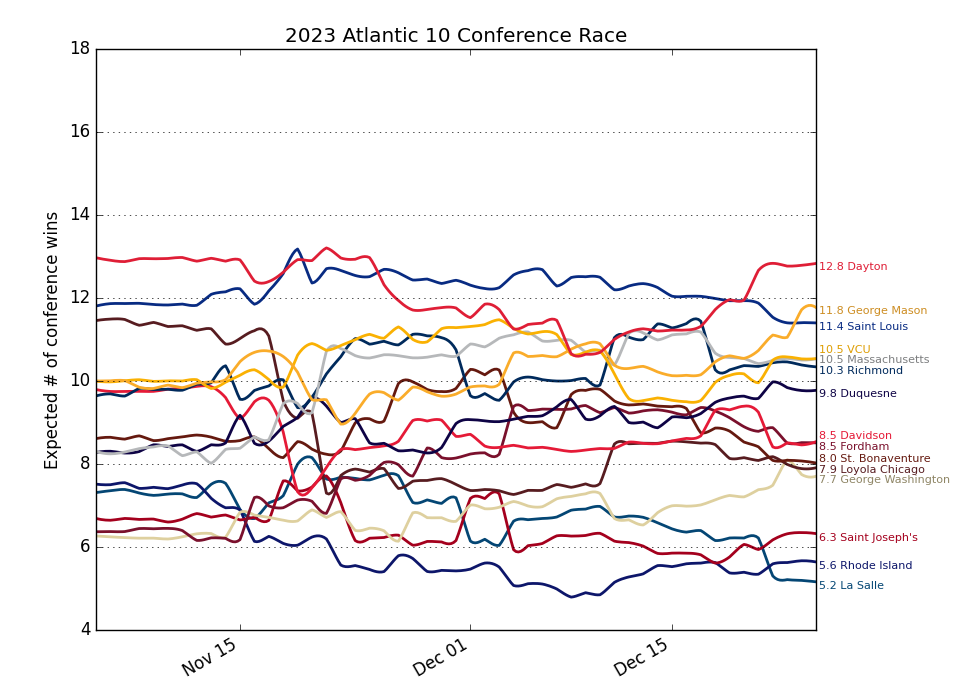 2023 Atlantic 10 Conference Race
Expected # of conference wins
18
16
14
12
10
8
6
4
Nov 15
Dec 01
Dec 15
12.8 Dayton
11.8 George Mason
11.4 Saint Louis
10.5 VCU
10.5 Massachusetts
10.3 Richmond
9.8 Duquesne
8.5 Davidson
8.5 Fordham
8.0 St. Bonaventure
7.9 Loyola Chicago
7.7 George Washington
6.3 Saint Joseph's
5.6 Rhode Island
5.2 La Salle